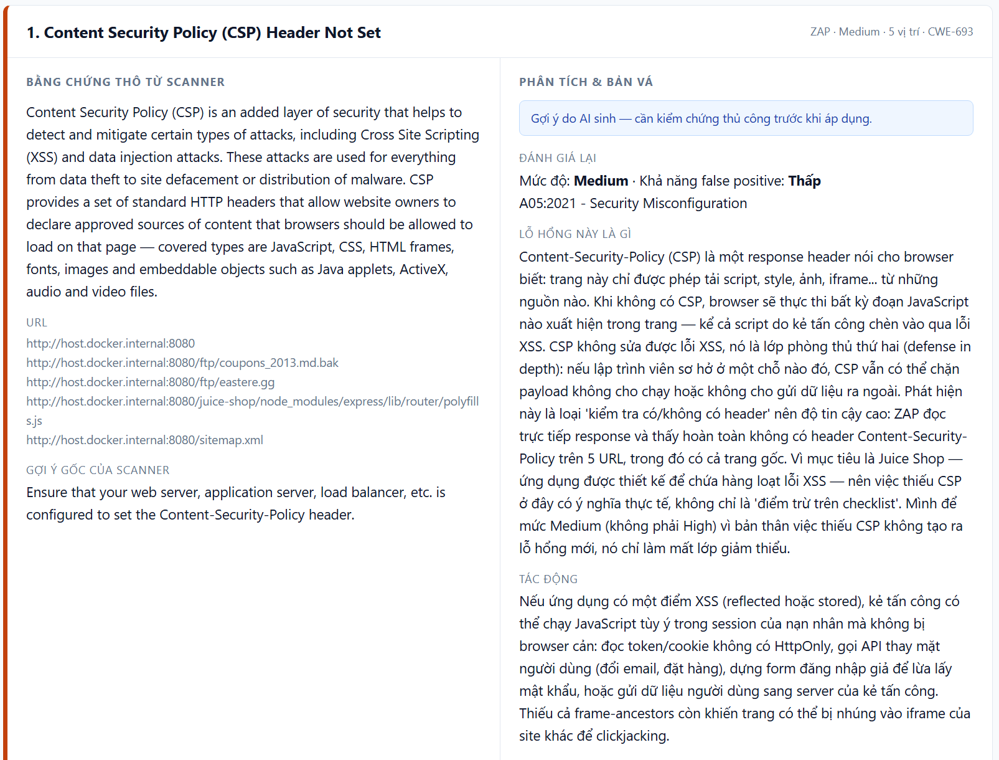 1. Content Security Policy (CSP) Header Not Set
ZAP · Medium · 5 vị trí · CWE-693
BẰNG CHỨNG THÔ TỪ SCANNER
Content Security Policy (CSP) is an added layer of security that helps to
detect and mitigate certain types of attacks, including Cross Site Scripting
(XSS) and data injection attacks. These attacks are used for everything
from data theft to site defacement or distribution of malware. CSP
provides a set of standard HTTP headers that allow website owners to
declare approved sources of content that browsers should be allowed to
load on that page — covered types are JavaScript, CSS, HTML frames,
fonts, images and embeddable objects such as Java applets, ActiveX,
audio and video files.
URL
http://host.docker.internal:8080
http://host.docker.internal:8080/ftp/coupons_2013.md.bak
http://host.docker.internal:8080/ftp/eastere.gg
http://host.docker.internal:8080/juice-shop/node_modules/express/lib/router/polyfill
s.js
http://host.docker.internal:8080/sitemap.xml
GỢI Ý GỐC CỦA SCANNER
Ensure that your web server, application server, load balancer, etc. is
configured to set the Content-Security-Policy header.
PHÂN TÍCH & BẢN VÁ
Gợi ý do AI sinh — cần kiểm chứng thủ công trước khi áp dụng.
ĐÁNH GIÁ LẠI
Mức độ: Medium · Khả năng false positive: Thấp
A05:2021 - Security Misconfiguration
LỖ HỔNG NÀY LÀ GÌ
Content-Security-Policy (CSP) là một response header nói cho browser
biết: trang này chỉ được phép tải script, style, ảnh, iframe... từ những
nguồn nào. Khi không có CSP, browser sẽ thực thi bất kỳ đoạn JavaScript
nào xuất hiện trong trang — kể cả script do kẻ tấn công chèn vào qua lỗi
XSS. CSP không sửa được lỗi XSS, nó là lớp phòng thủ thứ hai (defense in
depth): nếu lập trình viên sơ hở ở một chỗ nào đó, CSP vẫn có thể chặn
payload không cho chạy hoặc không cho gửi dữ liệu ra ngoài. Phát hiện
này là loại 'kiểm tra có/không có header' nên độ tin cậy cao: ZAP đọc
trực tiếp response và thấy hoàn toàn không có header Content-Security-
Policy trên 5 URL, trong đó có cả trang gốc. Vì mục tiêu là Juice Shop —
ứng dụng được thiết kế để chứa hàng loạt lỗi XSS — nên việc thiếu CSP
ở đây có ý nghĩa thực tế, không chỉ là 'điểm trừ trên checklist'. Mình để
mức Medium (không phải High) vì bản thân việc thiếu CSP không tạo ra
lỗ hổng mới, nó chỉ làm mất lớp giảm thiểu.
TÁC ĐỘNG
Nếu ứng dụng có một điểm XSS (reflected hoặc stored), kẻ tấn công có
thể chạy JavaScript tùy ý trong session của nạn nhân mà không bị
browser cản: đọc token/cookie không có HttpOnly, gọi API thay mặt
người dùng (đổi email, đặt hàng), dựng form đăng nhập giả để lừa lấy
mật khẩu, hoặc gửi dữ liệu người dùng sang server của kẻ tấn công.
Thiếu cả frame-ancestors còn khiến trang có thể bị nhúng vào iframe của
site khác để clickjacking.